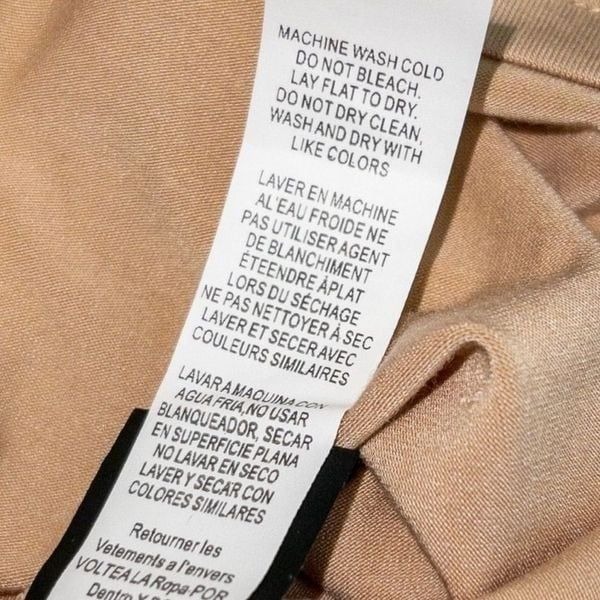 MACHINE WASH COLD
DO NOT BLEACH.
LAY FLAT TO DRY.
DO NOT DRY CLEAN,
WASH AND DRY WITH
LIKE COLORS
LAVER EN MACHINE
AL'EAU FROIDE NE
PAS UTILISER AGENT
DE BLANCHIMENT
ÉTEENDRE ÀPLAT
LORS DU SÉCHAGE
NE PAS NETTOYER À SEC
LAVER ET SECER AVEC
COULEURS SIMILAIRES
LAVAR A MAQUINA CON
AGUA FRIA, NO USAR
BLANQUEADOR, SECAR
EN SUPERFICIE PLANA
NO LAVAR EN SECO
LAVER Y SECAR CON
COLORES SIMILARES
Retournerles
Vetements a l'envers
VOLTEA LA Ropa POR
Dentro Y